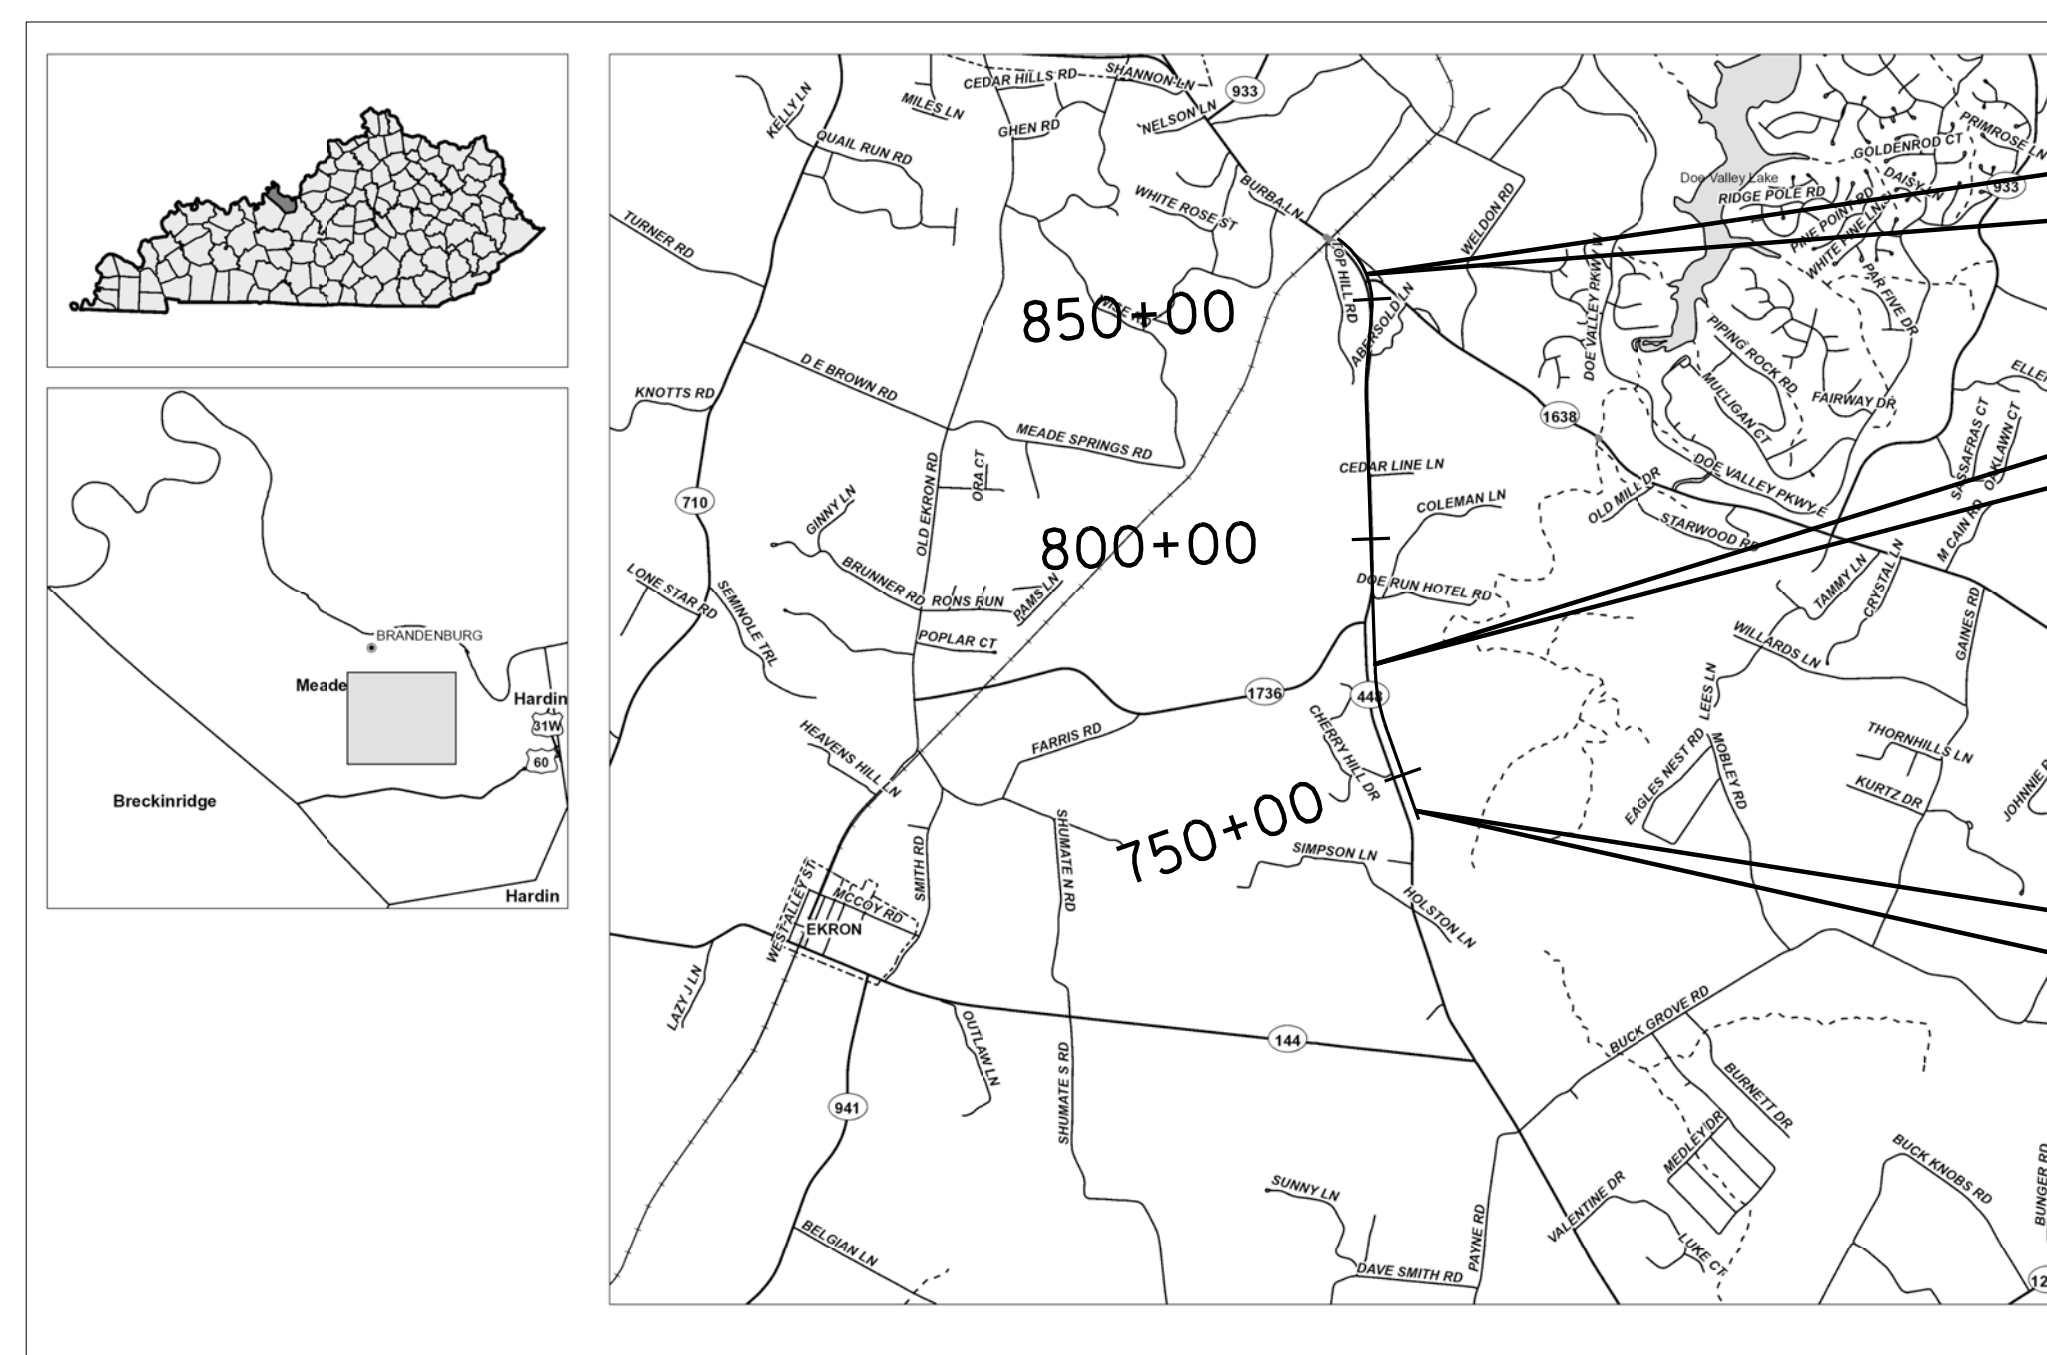 BRANDENBURG
Meade
Hardin
31W
60
Breckinridge
Hardin
CEDAR HILLS RD
SHANNON LN
933
KELLY LN
MILES LN
NELSON LN
GHEN RD
QUAIL RUN RD
PRIMROSE LN
GOLDENROD CT
Doe Valley Lake
RIDGE POLE RD
DAISY LN
933
BURBA LN
WHITE ROSE ST
WELDON RD
PINE POINT RD
WHITE PINE LN
TURNER RD
TOP HILL RD
DOE VALLEY PKWY W
PAR FIVE DR
850+00
ABERSOLD LN
PIPING ROCK RD
D E BROWN RD
KNOTTS RD
MULLIGAN CT
FAIRWAY DR
1638
MEADE SPRINGS RD
SASSAFRAS CT
OAKLAWN CT
CEDAR LINE LN
ORA CT
OLD EKRON RD
710
GINNY LN
COLEMAN LN
OLD MILL DR
DOE VALLEY PKWY E
STARWOOD RD
M CAIN RD
800+00
LONE STAR RD
SEMINOLE TRL
BRUNNER RD
RONS RUN
PAMS LN
DOE RUN HOTEL RD
TAMMY LN
CRYSTAL LN
GAINES RD
POPLAR CT
WILLARDS LN
1736
448
LEES LN
CHERRY HILL DR
HEAVENS HILL LN
FARRIS RD
EAGLES NEST RD
MOBLEY RD
THORNHILLS LN
KURTZ DR
750+00
SHUMATE N RD
SMITH RD
SIMPSON LN
WEST ALLEY ST
MCCOY RD
EKRON
HOLSTON LN
LAZY J LN
OUTLAW LN
144
BUCK GROVE RD
SHUMATE S RD
BURNETT DR
941
MEDLEY DR
BUCK KNOBS RD
BUNGER RD
SUNNY LN
VALENTINE DR
PAYNE RD
LUKE CT
BELGIAN LN
DAVE SMITH RD